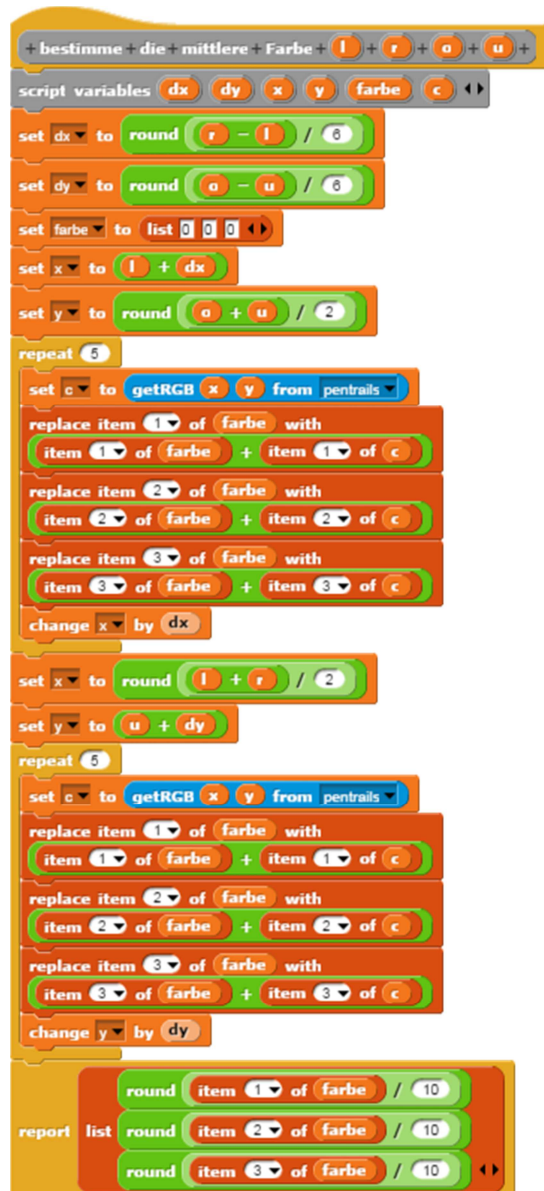 + bestimme + die + mittlere + Farbe + l + r + o + u +
script variables dx dy x y farbe c
set dx to round r - l / 6
set dy to round o - u / 6
set farbe to list 0 0 0
set x to l + dx
set y to round o + u / 2
repeat 5
set c to getRGB x y from pentrails
replace item 1 of farbe with
item 1 of farbe + item 1 of c
replace item 2 of farbe with
item 2 of farbe + item 2 of c
replace item 3 of farbe with
item 3 of farbe + item 3 of c
change x by dx
set x to round l + r / 2
set y to u + dy
repeat 5
set c to getRGB x y from pentrails
replace item 1 of farbe with
item 1 of farbe + item 1 of c
replace item 2 of farbe with
item 2 of farbe + item 2 of c
replace item 3 of farbe with
item 3 of farbe + item 3 of c
change y by dy
round item 1 of farbe / 10
report list round item 2 of farbe / 10
round item 3 of farbe / 10